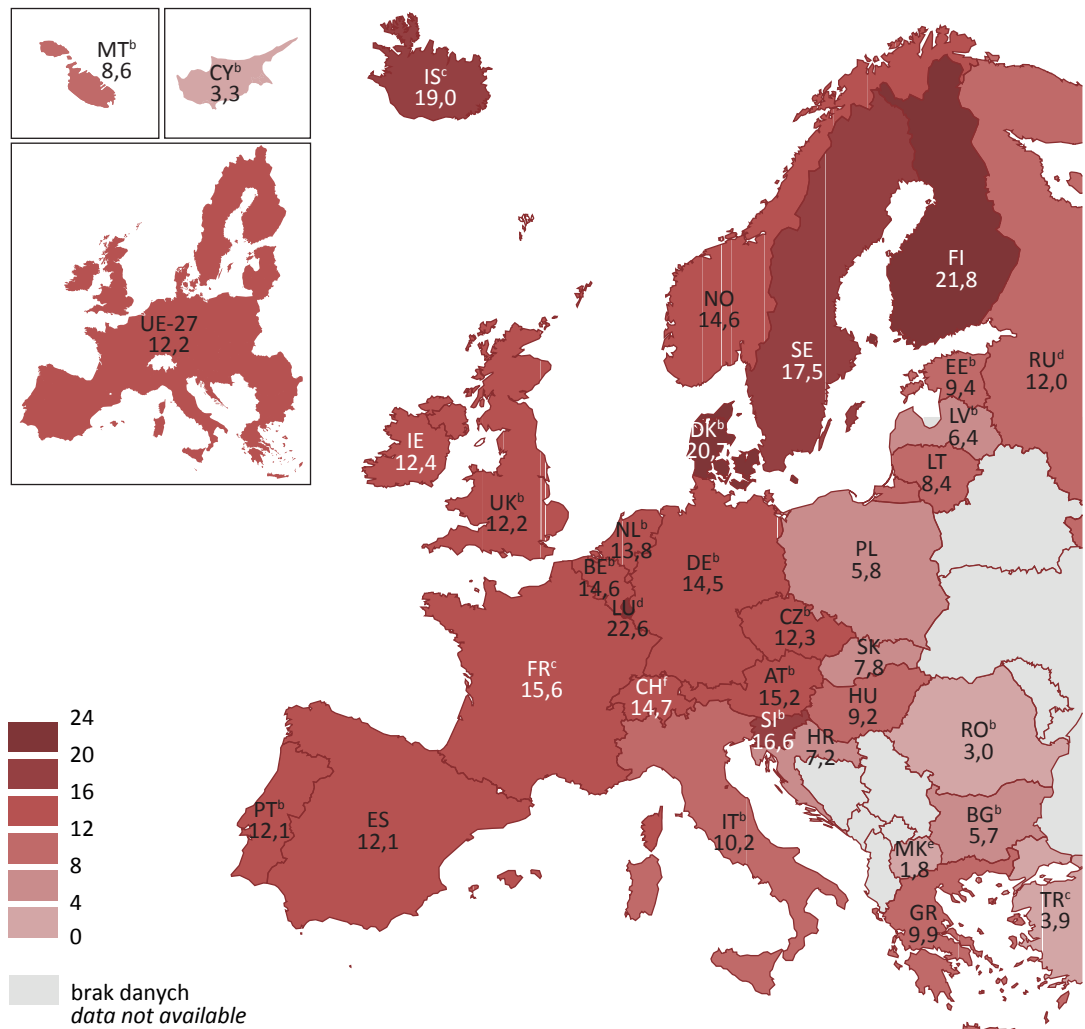 MTᵇ
8,6
CYᵇ
3,3
ISᶜ
19,0
UE-27
12,2
NO
14,6
SE
17,5
FI
21,8
RUᵈ
12,0
EEᵇ
9,4
LVᵇ
6,4
LT
8,4
DKᵇ
20,7
IE
12,4
UKᵇ
12,2
NLᵇ
13,8
BEᵇ
14,6
LUᵈ
22,6
DEᵇ
14,5
PL
5,8
CZᵇ
12,3
SK
7,8
ATᵇ
15,2
HU
9,2
FRᶜ
15,6
CHᶠ
14,7
SIᵇ
16,6
HR
7,2
ROᵇ
3,0
BGᵇ
5,7
MKᵉ
1,8
TRᶜ
3,9
GR
9,9
ITᵇ
10,2
PTᵇ
12,1
ES
12,1
24
20
16
12
8
4
0
brak danych
data not available